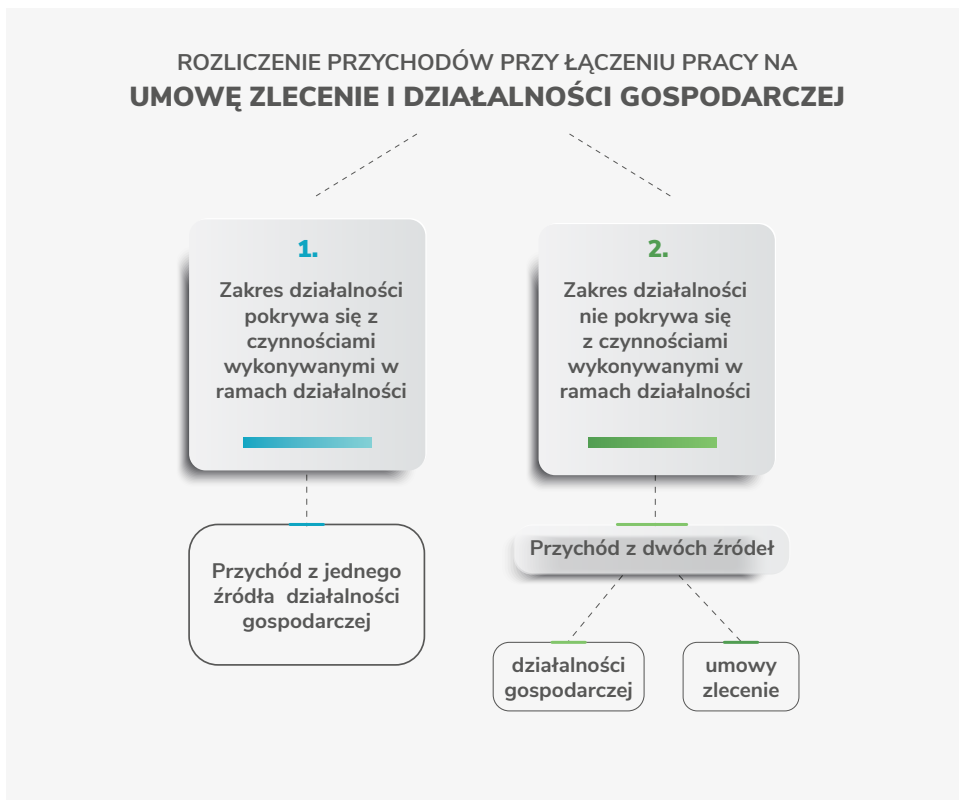 ROZLICZENIE PRZYCHODÓW PRZY ŁĄCZENIU PRACY NA
UMOWĘ ZLECENIE I DZIAŁALNOŚCI GOSPODARCZEJ
1.
Zakres działalności
pokrywa się z
czynnościami
wykonywanymi w
ramach działalności
2.
Zakres działalności
nie pokrywa się
z czynnościami
wykonywanymi w
ramach działalności
Przychód z jednego
źródła działalności
gospodarczej
Przychód z dwóch źródeł
działalności
gospodarczej
umowy
zlecenie